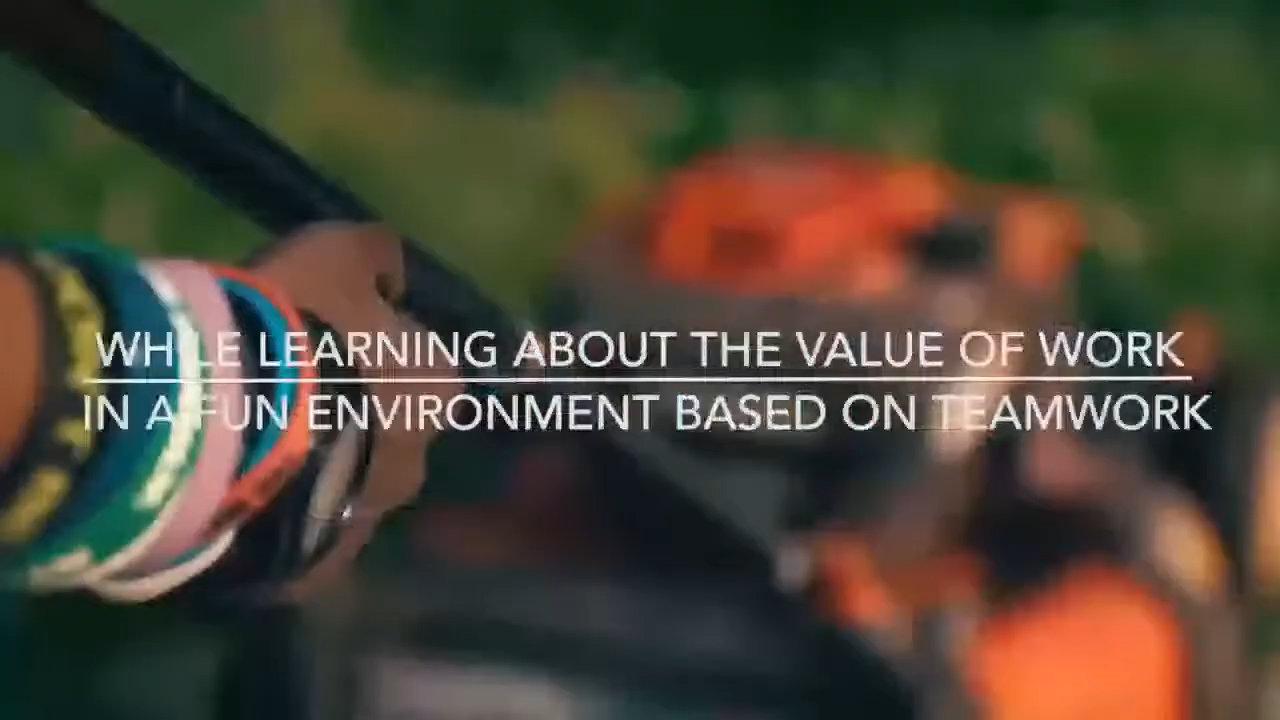 WHILE LEARNING ABOUT THE VALUE OF WORK
IN A FUN ENVIRONMENT BASED ON TEAMWORK